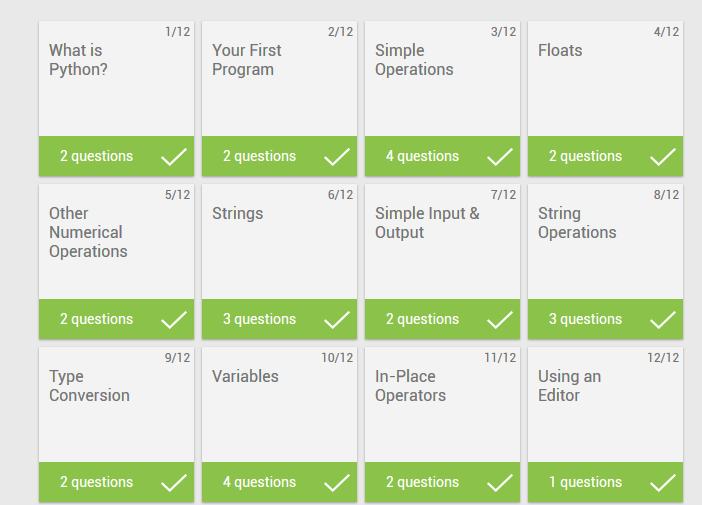 1/12
What is
Python?
2 questions
2/12
Your First
Program
2 questions
3/12
Simple
Operations
4 questions
4/12
Floats
2 questions
5/12
Other
Numerical
Operations
2 questions
6/12
Strings
3 questions
7/12
Simple Input &
Output
2 questions
8/12
String
Operations
3 questions
9/12
Type
Conversion
2 questions
10/12
Variables
4 questions
11/12
In-Place
Operators
2 questions
12/12
Using an
Editor
1 questions